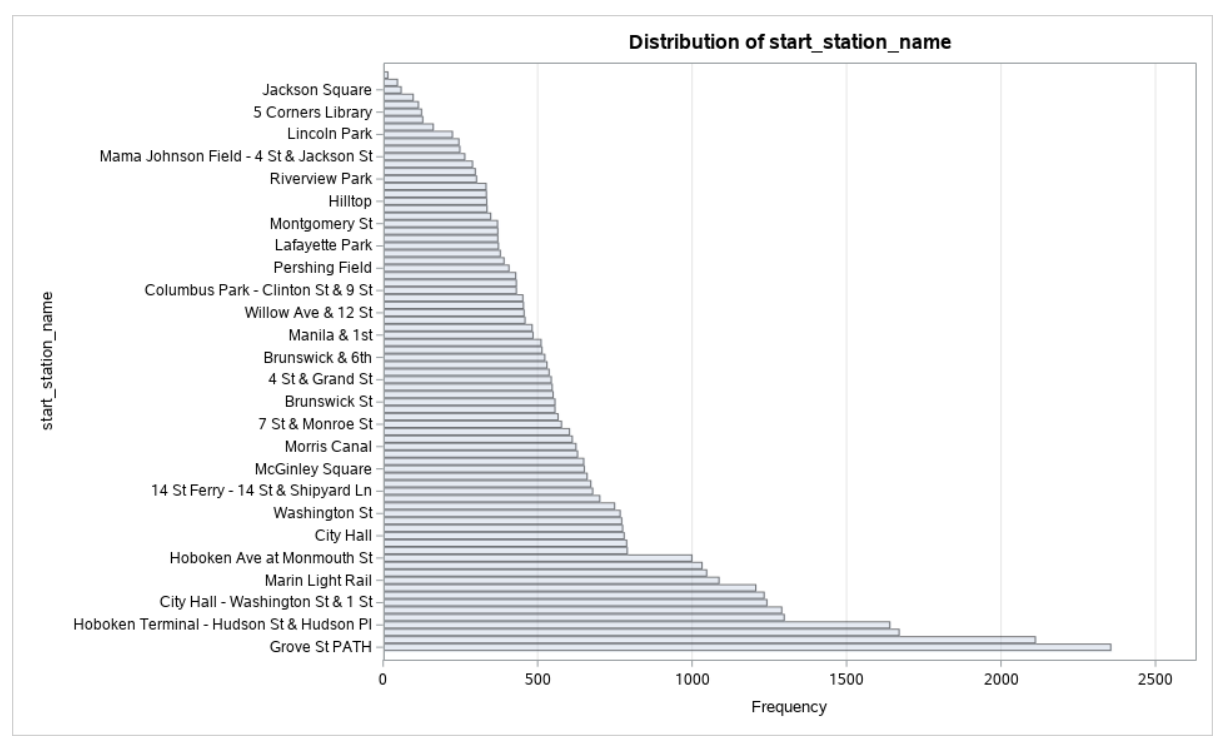 Distribution of start_station_name
start_station_name
Jackson Square
5 Corners Library
Lincoln Park
Mama Johnson Field - 4 St & Jackson St
Riverview Park
Hilltop
Montgomery St
Lafayette Park
Pershing Field
Columbus Park - Clinton St & 9 St
Willow Ave & 12 St
Manila & 1st
Brunswick & 6th
4 St & Grand St
Brunswick St
7 St & Monroe St
Morris Canal
McGinley Square
14 St Ferry - 14 St & Shipyard Ln
Washington St
City Hall
Hoboken Ave at Monmouth St
Marin Light Rail
City Hall - Washington St & 1 St
Hoboken Terminal - Hudson St & Hudson Pl
Grove St PATH
0 500 1000 1500 2000 2500
Frequency